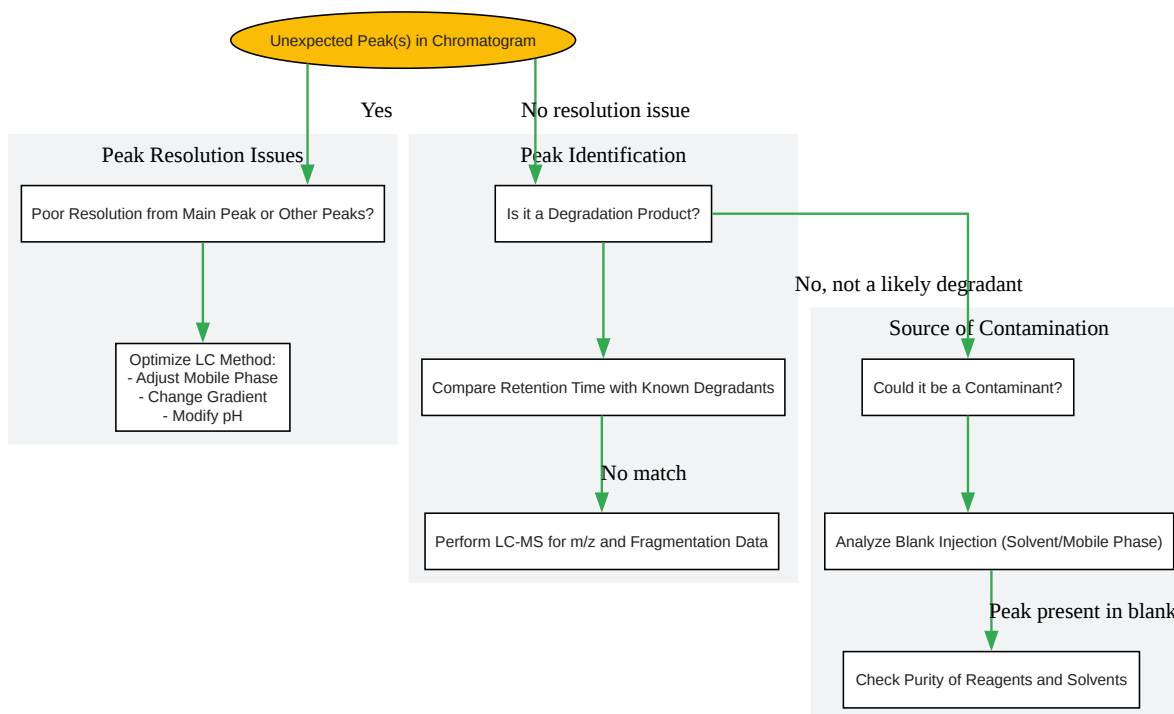 Unexpected Peak(s) in Chromatogram
Yes
No resolution issue
Peak Resolution Issues
Peak Identification
Poor Resolution from Main Peak or Other Peaks?
Is it a Degradation Product?
No, not a likely degradant
Source of Contamination
Optimize LC Method:
- Adjust Mobile Phase
- Change Gradient
- Modify pH
Compare Retention Time with Known Degradants
Could it be a Contaminant?
No match
Perform LC-MS for m/z and Fragmentation Data
Analyze Blank Injection (Solvent/Mobile Phase)
Peak present in blank
Check Purity of Reagents and Solvents